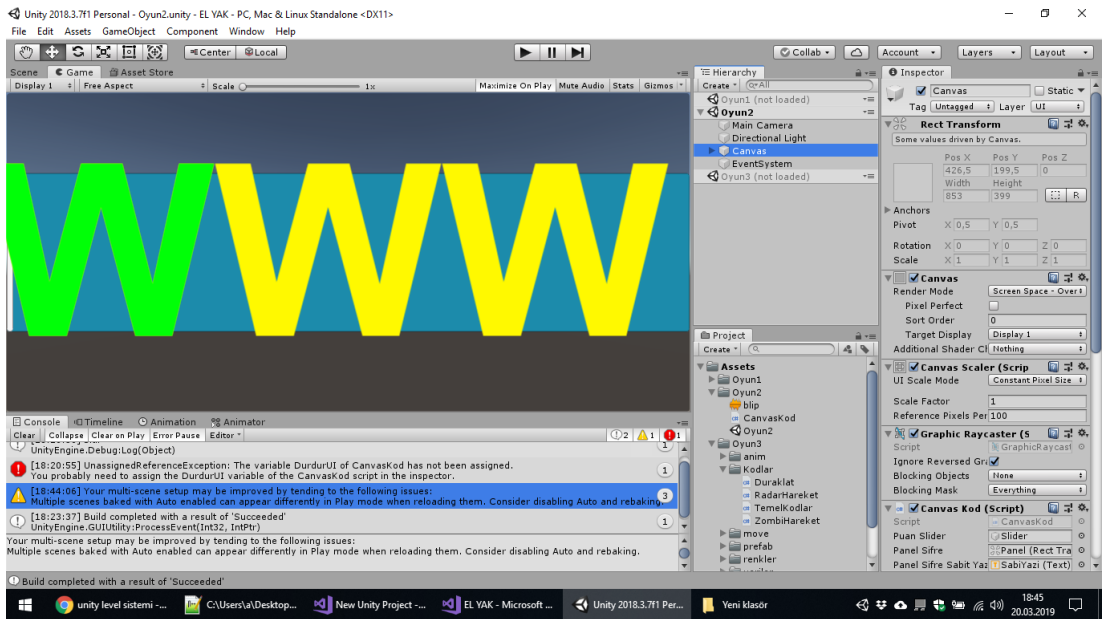 Unity 2018.3.7f1 Personal - Oyun2.unity - EL YAK - PC, Mac & Linux Standalone <DX11>
File Edit Assets GameObject Component Window Help
Center Local Collab Account Layers Layout
Scene Game Asset Store
Display 1 Free Aspect Scale 1x Maximize On Play Mute Audio Stats Gizmos
WWW
Console Timeline Animation Animator
Clear Collapse Clear on Play Error Pause Editor 2 1 1
UnityEngine.Debug:Log(Object) 1
[18:20:55] UnassignedReferenceException: The variable DurdurUI of CanvasKod has not been assigned.
You probably need to assign the DurdurUI variable of the CanvasKod script in the inspector. 1
[18:44:06] Your multi-scene setup may be improved by tending to the following issues:
Multiple scenes baked with Auto enabled can appear differently in Play mode when reloading them. Consider disabling Auto and rebaking. 3
[18:23:37] Build completed with a result of 'Succeeded'
UnityEngine.GUIUtility:ProcessEvent(Int32, IntPtr) 1
Your multi-scene setup may be improved by tending to the following issues:
Multiple scenes baked with Auto enabled can appear differently in Play mode when reloading them. Consider disabling Auto and rebaking.
Build completed with a result of 'Succeeded'
Hierarchy
Create All
Oyun1 (not loaded)
Oyun2
Main Camera
Directional Light
Canvas
EventSystem
Oyun3 (not loaded)
Project
Create
Assets
Oyun1
Oyun2
blip
CanvasKod
Oyun2
Oyun3
anim
Kodlar
Duraklat
RadarHareket
TemelKodlar
ZombiHareket
move
prefab
renkler
Inspector
Canvas Static
Tag Untagged Layer UI
Rect Transform
Some values driven by Canvas.
Pos X Pos Y Pos Z
426,5 199,5 0
Width Height
853 399 R
Anchors
Pivot X 0,5 Y 0,5
Rotation X 0 Y 0 Z 0
Scale X 1 Y 1 Z 1
Canvas
Render Mode Screen Space - Over
Pixel Perfect
Sort Order 0
Target Display Display 1
Additional Shader Cl Nothing
Canvas Scaler (Scrip
UI Scale Mode Constant Pixel Size
Scale Factor 1
Reference Pixels Per 100
Graphic Raycaster (S
Script GraphicRaycast
Ignore Reversed Gra
Blocking Objects None
Blocking Mask Everything
Canvas Kod (Script)
Script CanvasKod
Puan Slider Slider
Panel Sifre Panel (Rect Tra
Panel Sifre Sabit Yaz SabiYazi (Text)
unity level sistemi -... C:\Users\a\Desktop... New Unity Project -... EL YAK - Microsoft ... Unity 2018.3.7f1 Per... Yeni klasör 18:45
20.03.2019